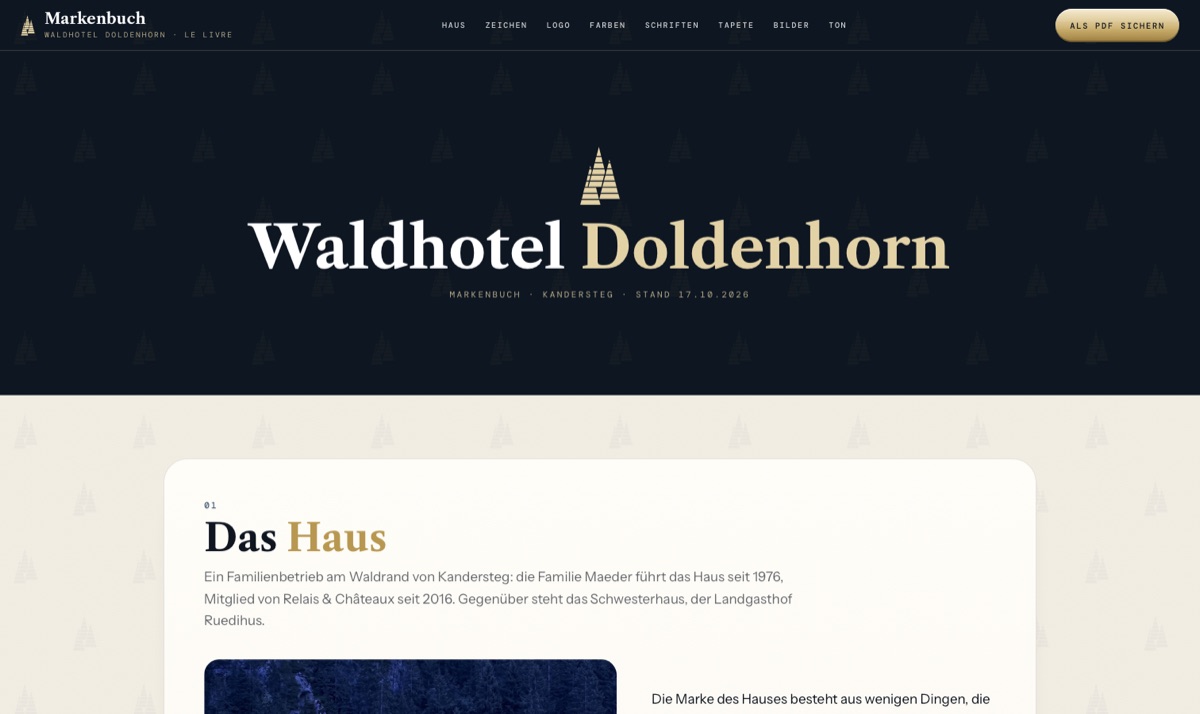 Markenbuch
WALDHOTEL DOLDENHORN · LE LIVRE
HAUS ZEICHEN LOGO FARBEN SCHRIFTEN TAPETE BILDER TON
ALS PDF SICHERN
Waldhotel Doldenhorn
MARKENBUCH · KANDERSTEG · STAND 17.10.2026
01
Das Haus
Ein Familienbetrieb am Waldrand von Kandersteg: die Familie Maeder führt das Haus seit 1976,
Mitglied von Relais & Châteaux seit 2016. Gegenüber steht das Schwesterhaus, der Landgasthof
Ruedihus.
Die Marke des Hauses besteht aus wenigen Dingen, die